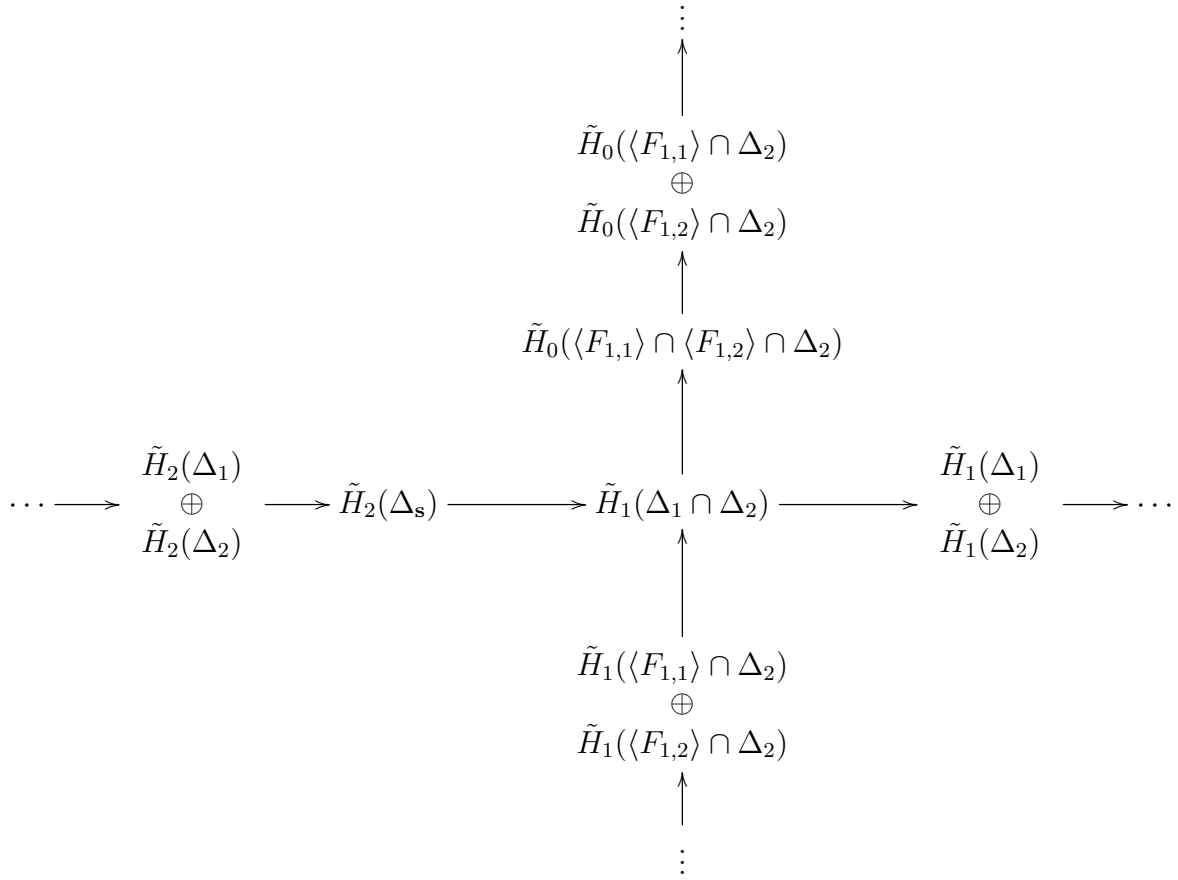 ⋮
H̃₀(⟨F₁,₁⟩ ∩ Δ₂)
⊕
H̃₀(⟨F₁,₂⟩ ∩ Δ₂)
H̃₀(⟨F₁,₁⟩ ∩ ⟨F₁,₂⟩ ∩ Δ₂)
H̃₂(Δ₁) H̃₁(Δ₁)
⋯ ⊕ H̃₂(Δ𝐬) H̃₁(Δ₁ ∩ Δ₂) ⊕ ⋯
H̃₂(Δ₂) H̃₁(Δ₂)
H̃₁(⟨F₁,₁⟩ ∩ Δ₂)
⊕
H̃₁(⟨F₁,₂⟩ ∩ Δ₂)
⋮